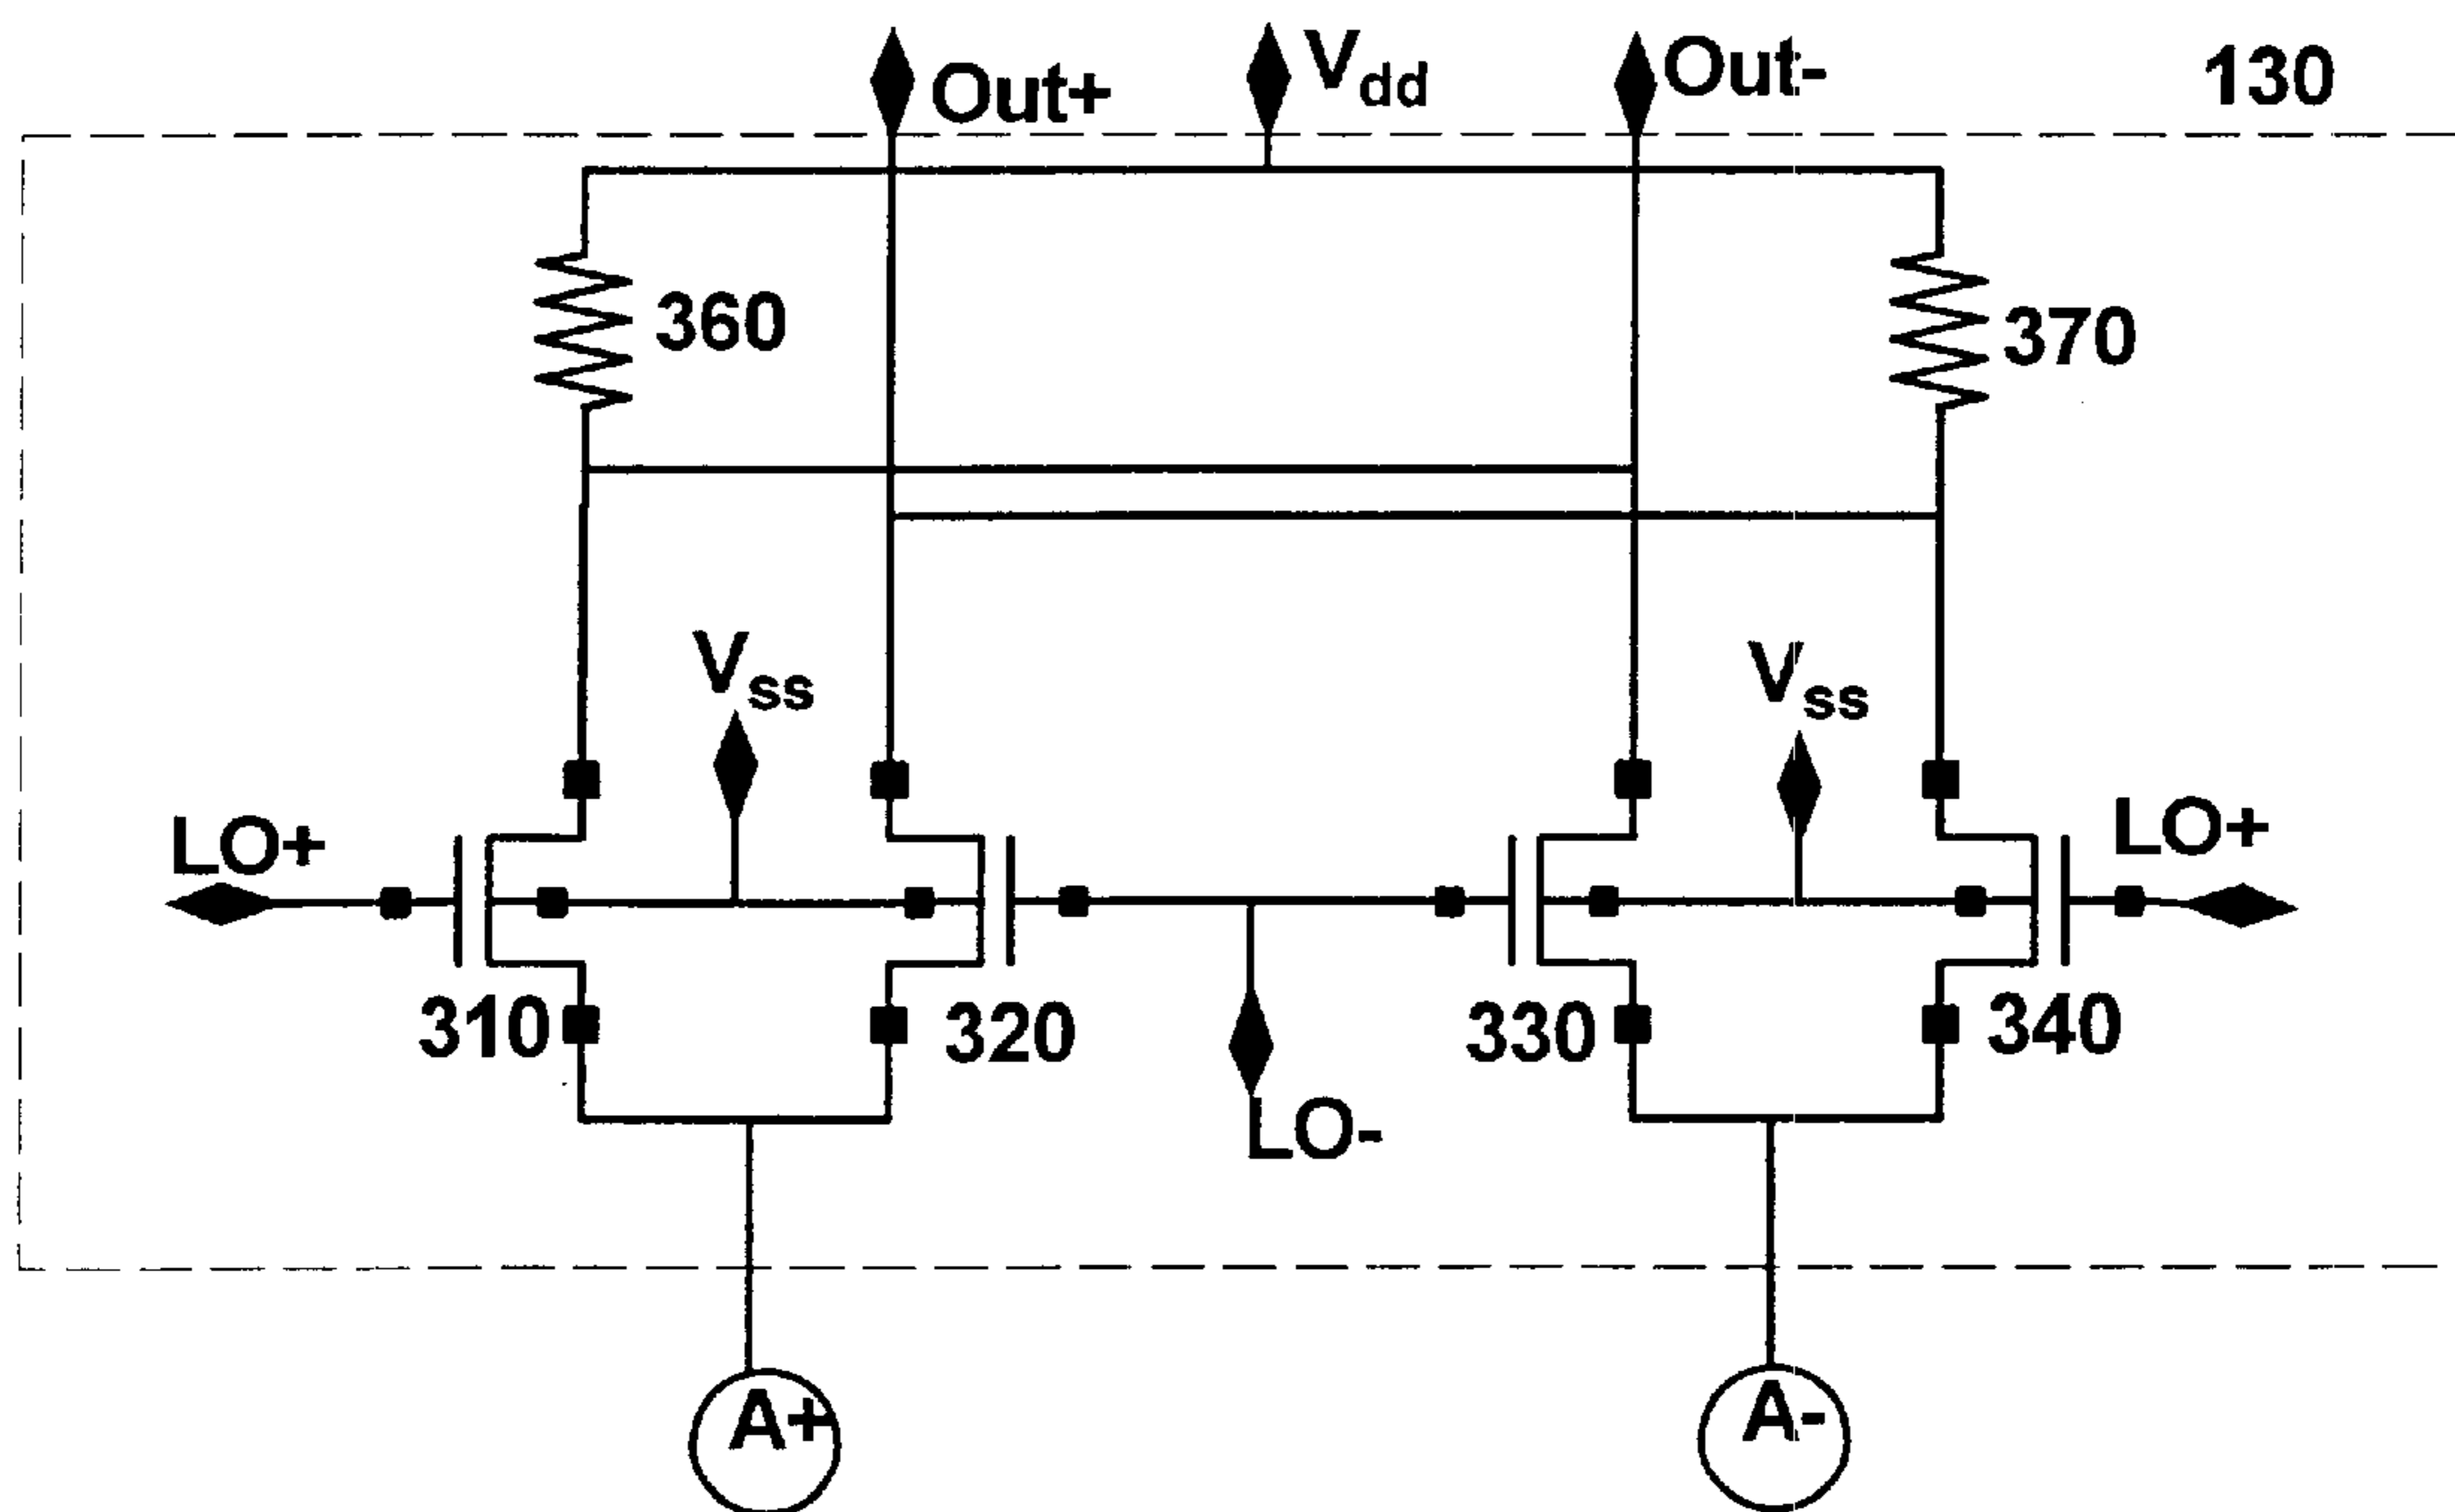 Out+
Vdd
Out-
130
360
370
Vss
Vss
LO+
LO+
310
320
330
340
LO-
A+
A-